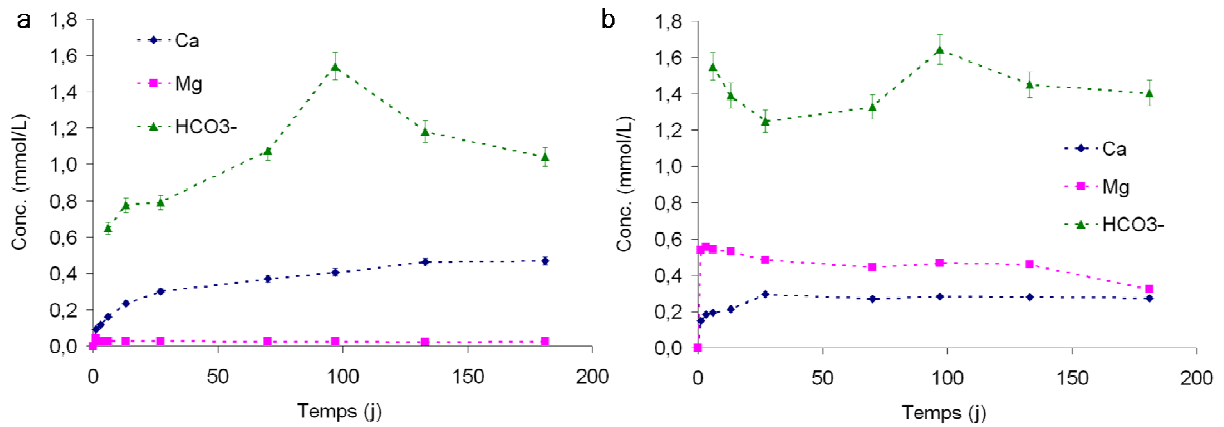 a
1,8
1,6
1,4
1,2
1,0
0,8
0,6
0,4
0,2
0,0
Conc. (mmol/L)
Ca
Mg
HCO3-
0
50
100
150
200
Temps (j)
b
1.8
1.6
1.4
1.2
1.0
0.8
0.6
0.4
0.2
0.0
Conc. (mmol/L)
Ca
Mg
HCO3-
0
50
100
150
200
Temps (j)